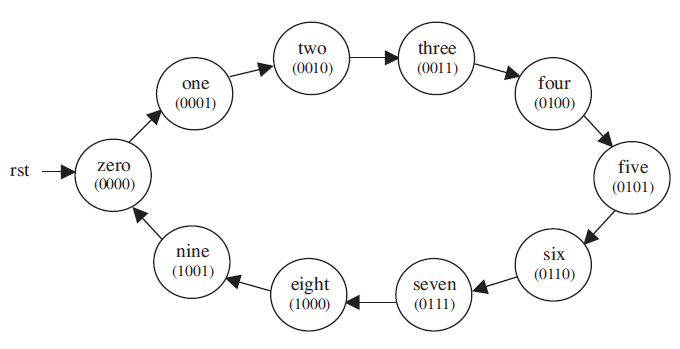 rst
zero
(0000)
one
(0001)
two
(0010)
three
(0011)
four
(0100)
five
(0101)
six
(0110)
seven
(0111)
eight
(1000)
nine
(1001)